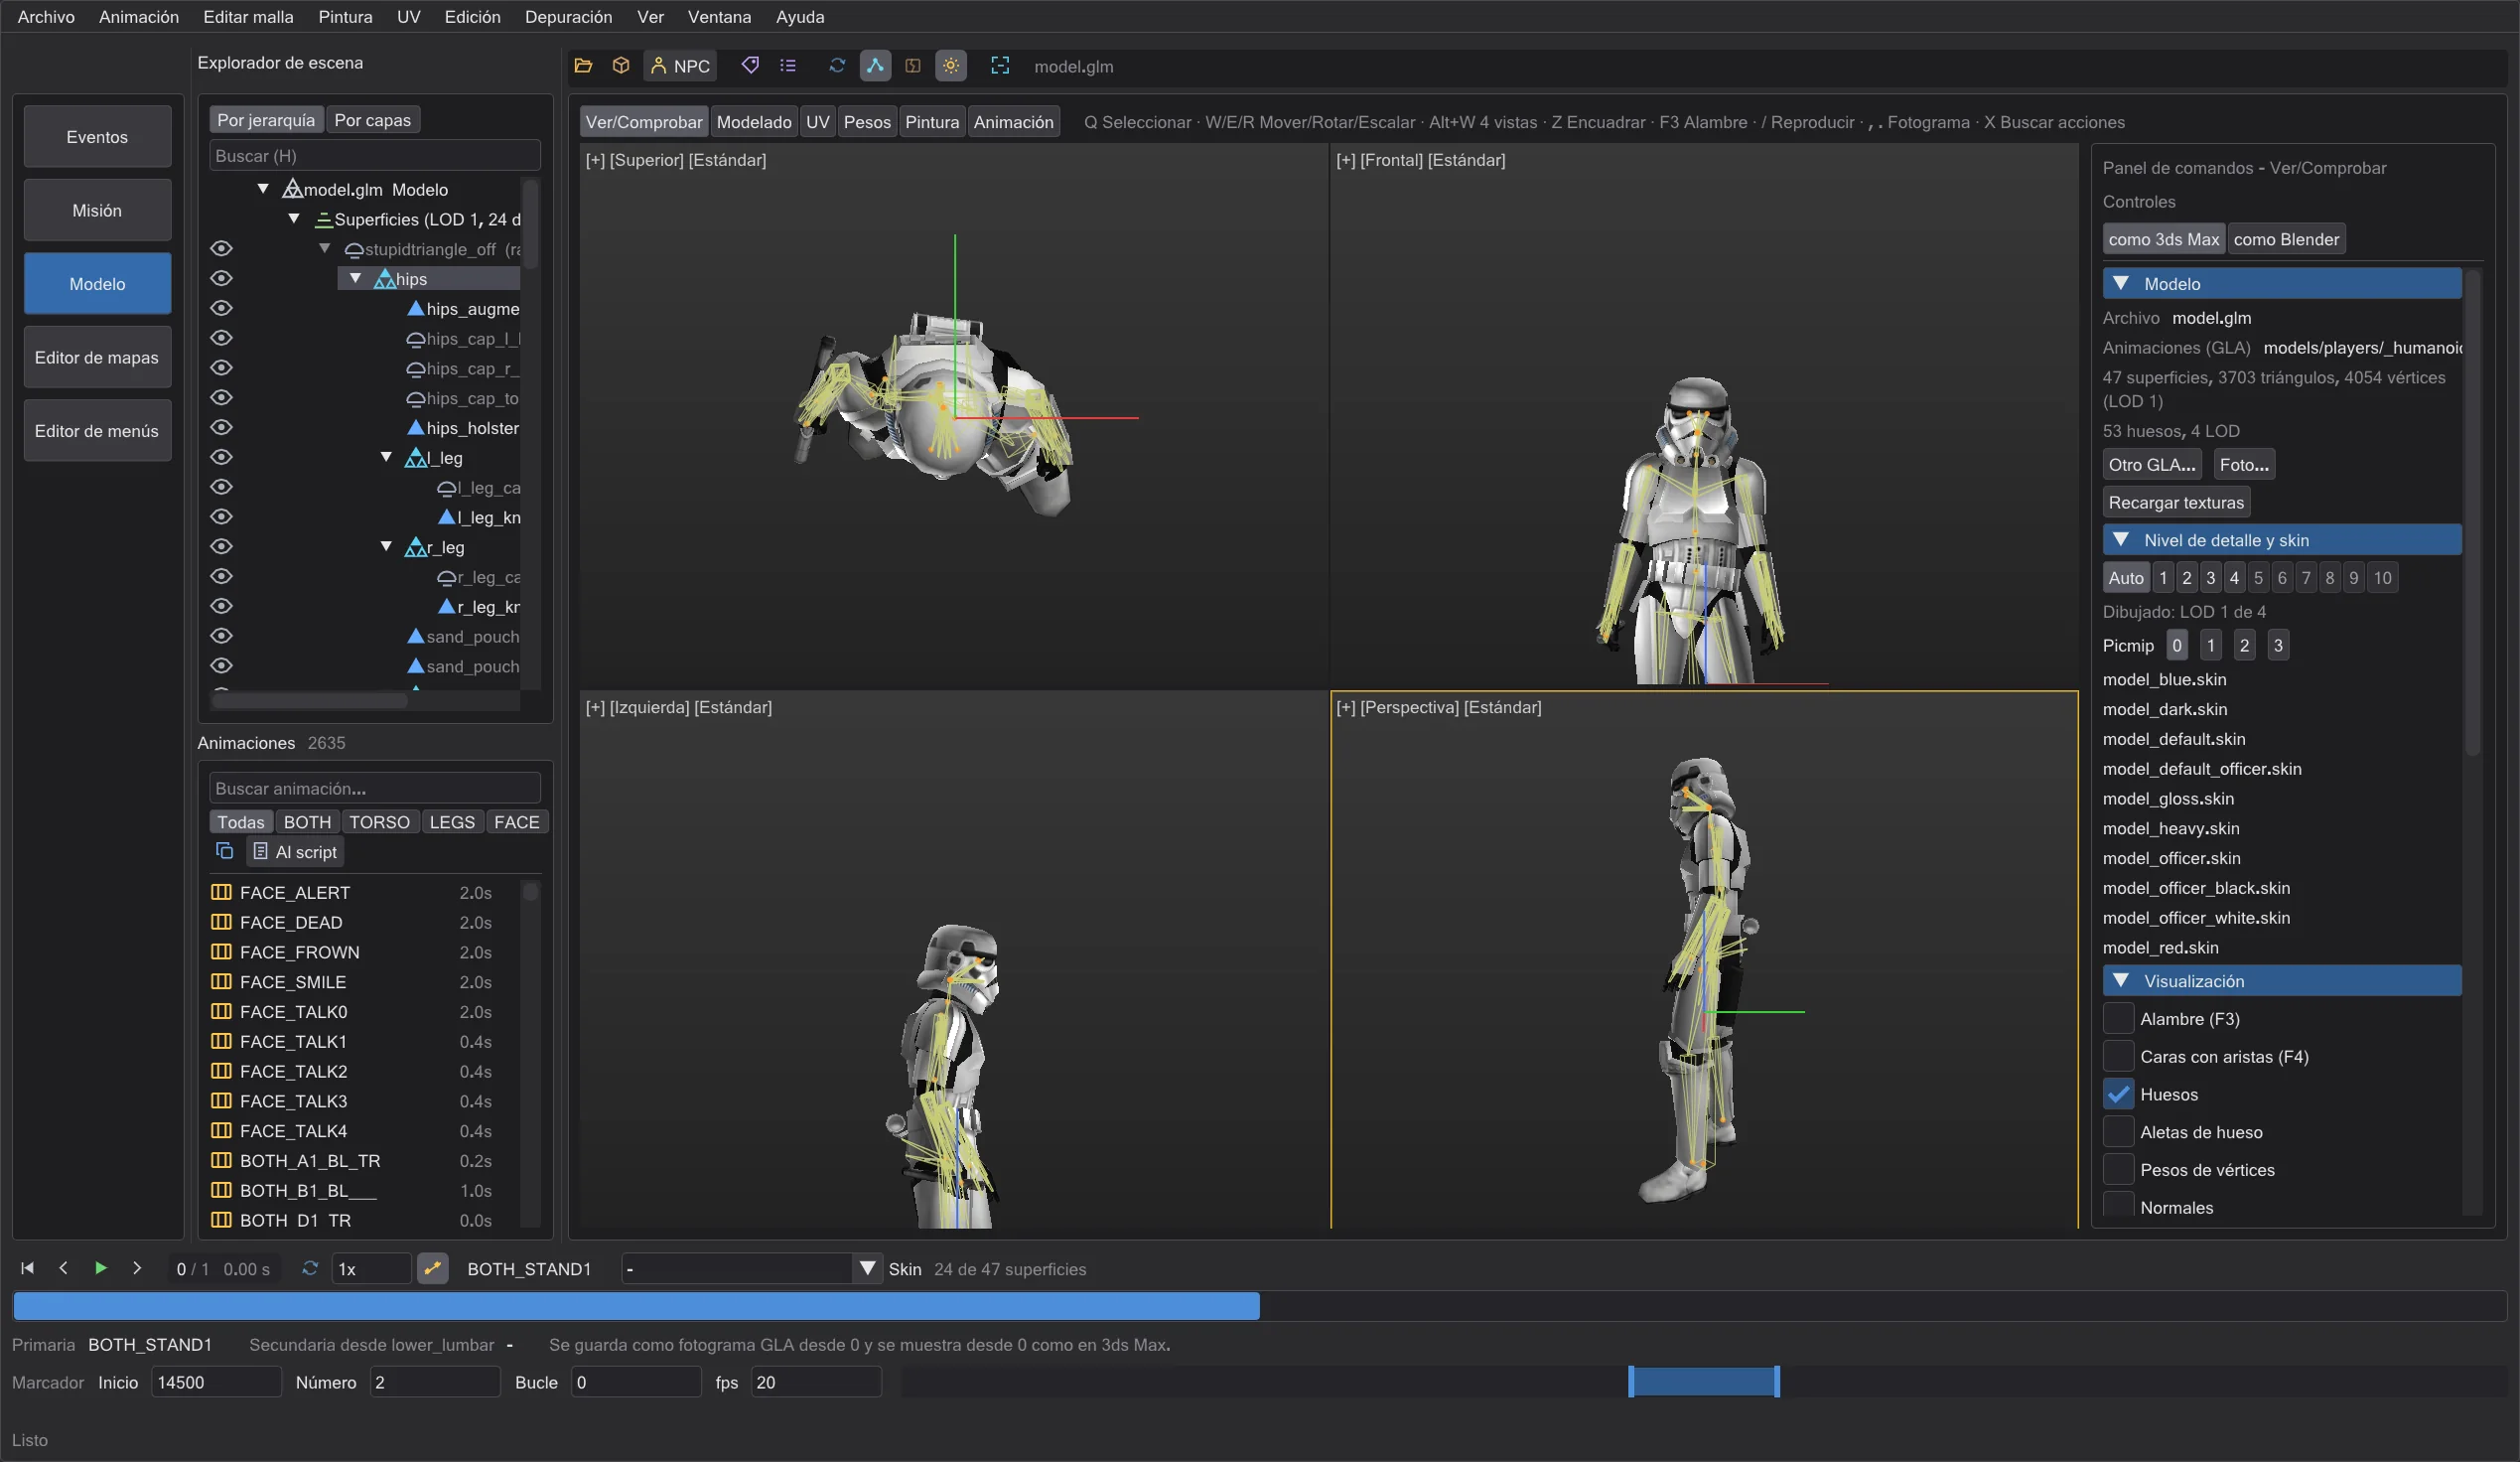 Archivo Animación Editar malla Pintura UV Edición Depuración Ver Ventana Ayuda
Explorador de escena
NPC model.glm
Eventos
Misión
Modelo
Editor de mapas
Editor de menús
Por jerarquía Por capas
Buscar (H)
model.glm Modelo
Superficies (LOD 1, 24 d
stupidtriangle_off (ra
hips
hips_augme
hips_cap_l_l
hips_cap_r_
hips_cap_to
hips_holster
l_leg
l_leg_ca
l_leg_kn
r_leg
r_leg_ca
r_leg_kn
sand_pouch
sand_pouch
Animaciones 2635
Buscar animación...
Todas BOTH TORSO LEGS FACE
AI script
FACE_ALERT 2.0s
FACE_DEAD 2.0s
FACE_FROWN 2.0s
FACE_SMILE 2.0s
FACE_TALK0 2.0s
FACE_TALK1 0.4s
FACE_TALK2 0.4s
FACE_TALK3 0.4s
FACE_TALK4 0.4s
BOTH_A1_BL_TR 0.2s
BOTH_B1_BL___ 1.0s
BOTH_D1_TR 0.0s
Ver/Comprobar Modelado UV Pesos Pintura Animación
Q Seleccionar · W/E/R Mover/Rotar/Escalar · Alt+W 4 vistas · Z Encuadrar · F3 Alambre · / Reproducir · , . Fotograma · X Buscar acciones
[+] [Superior] [Estándar]
[+] [Frontal] [Estándar]
[+] [Izquierda] [Estándar]
[+] [Perspectiva] [Estándar]
Panel de comandos - Ver/Comprobar
Controles
como 3ds Max como Blender
Modelo
Archivo model.glm
Animaciones (GLA) models/players/_humanoid
47 superficies, 3703 triángulos, 4054 vértices
(LOD 1)
53 huesos, 4 LOD
Otro GLA... Foto...
Recargar texturas
Nivel de detalle y skin
Auto 1 2 3 4 5 6 7 8 9 10
Dibujado: LOD 1 de 4
Picmip 0 1 2 3
model_blue.skin
model_dark.skin
model_default.skin
model_default_officer.skin
model_gloss.skin
model_heavy.skin
model_officer.skin
model_officer_black.skin
model_officer_white.skin
model_red.skin
Visualización
Alambre (F3)
Caras con aristas (F4)
Huesos
Aletas de hueso
Pesos de vértices
Normales
0 / 1 0.00 s 1x BOTH_STAND1 - Skin 24 de 47 superficies
Primaria BOTH_STAND1 Secundaria desde lower_lumbar - Se guarda como fotograma GLA desde 0 y se muestra desde 0 como en 3ds Max.
Marcador Inicio 14500 Número 2 Bucle 0 fps 20
Listo